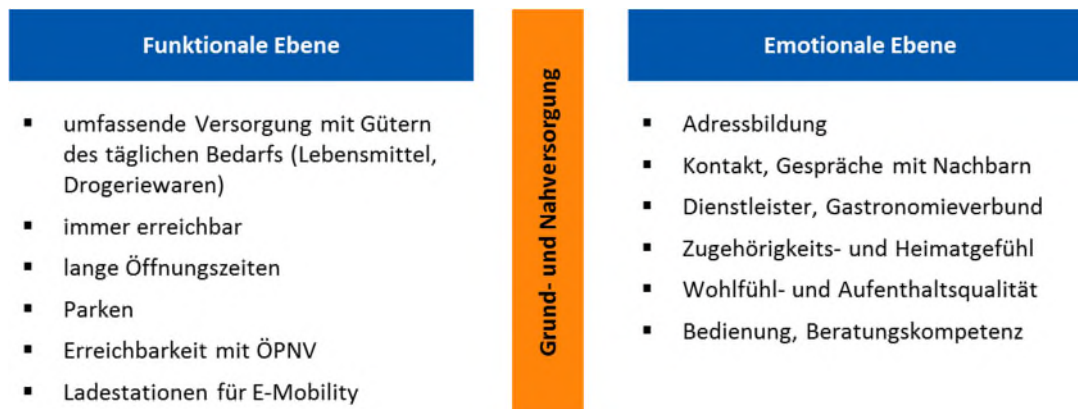 Funktionale Ebene
▪ umfassende Versorgung mit Gütern
des täglichen Bedarfs (Lebensmittel,
Drogeriewaren)
▪ immer erreichbar
▪ lange Öffnungszeiten
▪ Parken
▪ Erreichbarkeit mit ÖPNV
▪ Ladestationen für E-Mobility
Grund- und Nahversorgung
Emotionale Ebene
▪ Adressbildung
▪ Kontakt, Gespräche mit Nachbarn
▪ Dienstleister, Gastronomieverbund
▪ Zugehörigkeits- und Heimatgefühl
▪ Wohlfühl- und Aufenthaltsqualität
▪ Bedienung, Beratungskompetenz